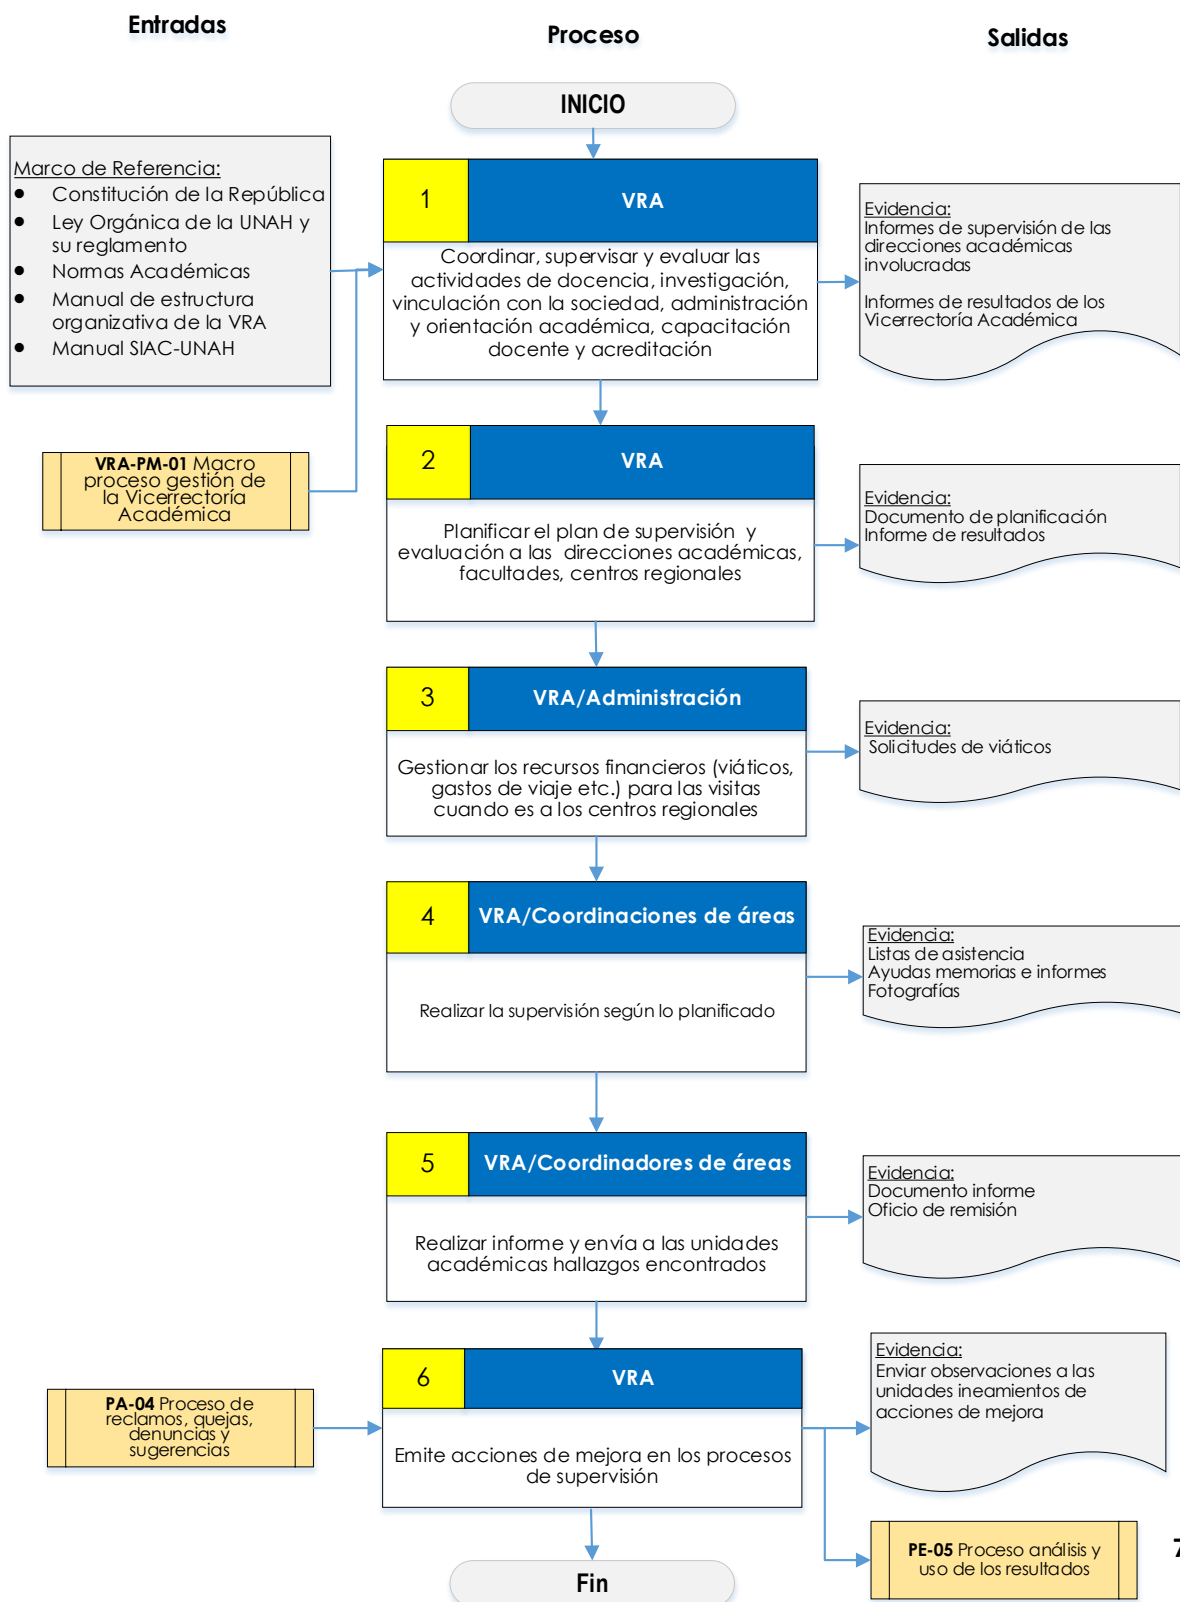 Entradas
Proceso
Salidas
INICIO
Marco de Referencia:
● Constitución de la República
● Ley Orgánica de la UNAH y
su reglamento
● Normas Académicas
● Manual de estructura
organizativa de la VRA
● Manual SIAC-UNAH
VRA-PM-01 Macro
proceso gestión de
la Vicerrectoría
Académica
1
VRA
Coordinar, supervisar y evaluar las
actividades de docencia, investigación,
vinculación con la sociedad, administración
y orientación académica, capacitación
docente y acreditación
Evidencia:
Informes de supervisión de las
direcciones académicas
involucradas
Informes de resultados de los
Vicerrectoría Académica
2
VRA
Planificar el plan de supervisión y
evaluación a las direcciones académicas,
facultades, centros regionales
Evidencia:
Documento de planificación
Informe de resultados
3
VRA/Administración
Gestionar los recursos financieros (viáticos,
gastos de viaje etc.) para las visitas
cuando es a los centros regionales
Evidencia:
Solicitudes de viáticos
4
VRA/Coordinaciones de áreas
Realizar la supervisión según lo planificado
Evidencia:
Listas de asistencia
Ayudas memorias e informes
Fotografías
5
VRA/Coordinadores de áreas
Realizar informe y envía a las unidades
académicas hallazgos encontrados
Evidencia:
Documento informe
Oficio de remisión
PA-04 Proceso de
reclamos, quejas,
denuncias y
sugerencias
6
VRA
Emite acciones de mejora en los procesos
de supervisión
Evidencia:
Enviar observaciones a las
unidades ineamientos de
acciones de mejora
PE-05 Proceso análisis y
uso de los resultados
7
Fin